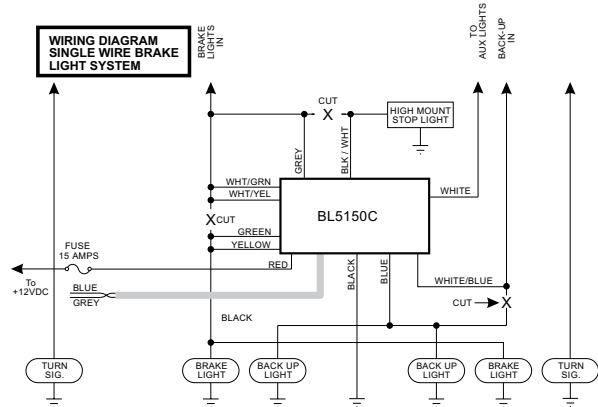 WIRING DIAGRAM
SINGLE WIRE BRAKE
LIGHT SYSTEM
BRAKE
LIGHTS
IN
TO
AUX LIGHTS
BACK-UP
IN
CUT
X
HIGH MOUNT
STOP LIGHT
GREY
BLK / WHT
WHT/GRN
WHT/YEL
WHITE
X CUT
BL5150C
GREEN
YELLOW
FUSE
15 AMPS
RED
To
+12VDC
BLUE
GREY
BLACK
BLUE
WHITE/BLUE
CUT
X
BLACK
TURN
SIG.
BRAKE
LIGHT
BACK UP
LIGHT
BACK UP
LIGHT
BRAKE
LIGHT
TURN
SIG.